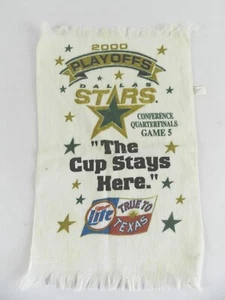 2000
PLAYOFFS
DALLAS
STARS
CONFERENCE
QUARTERFINALS
GAME 5
"The
Cup Stays
Here."
Lite
TRUE TO
TEXAS